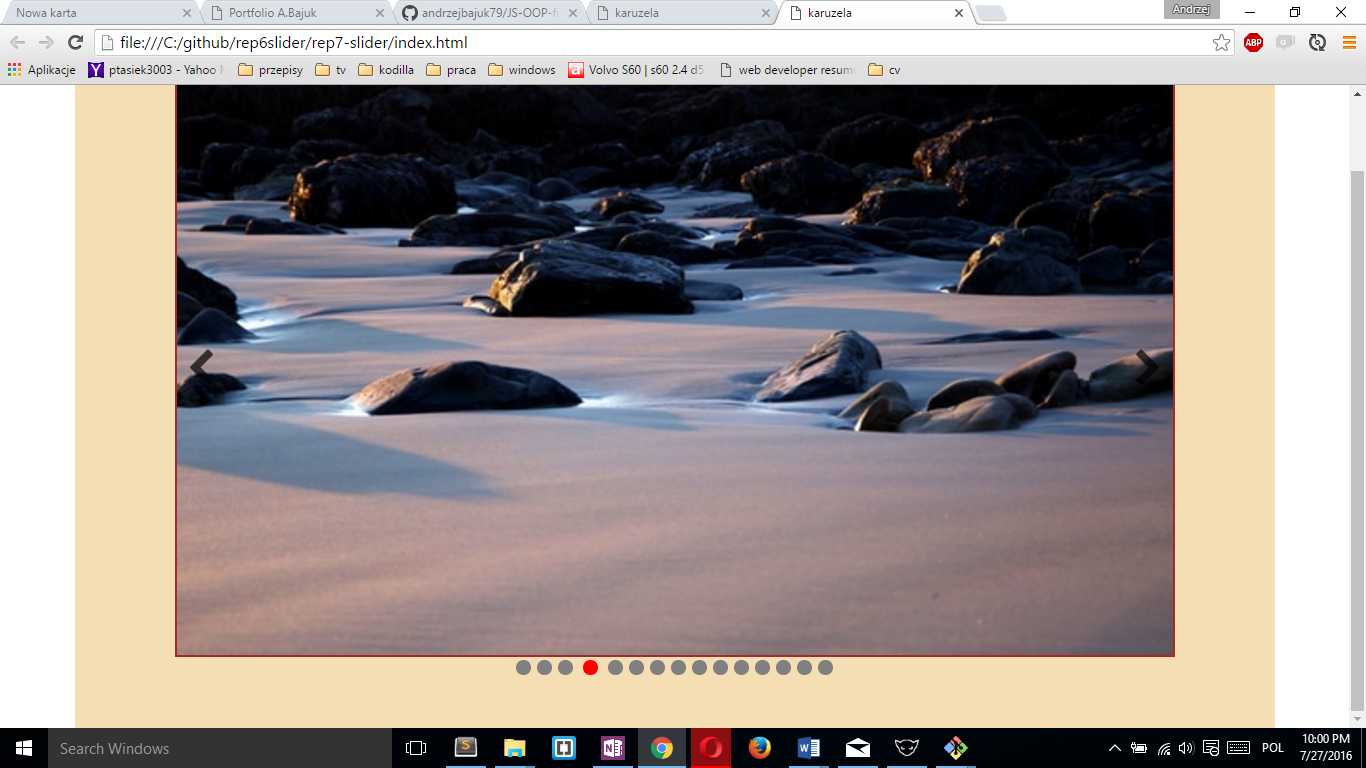 Nowa karta
Portfolio A.Bajuk
andrzejbajuk79/JS-OOP-fi
karuzela
karuzela
Andrzej
file:///C:/github/rep6slider/rep7-slider/index.html
ABP
Aplikacje
ptasiek3003 - Yahoo M
przepisy
tv
kodilla
praca
windows
Volvo S60 | s60 2.4 d5
web developer resume
cv
Search Windows
POL
10:00 PM
7/27/2016